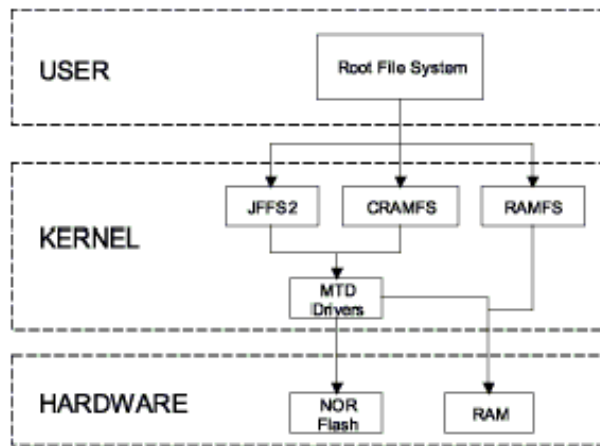 USER
Root File System
KERNEL
JFFS2
CRAMFS
RAMFS
MTD
Drivers
HARDWARE
NOR
Flash
RAM